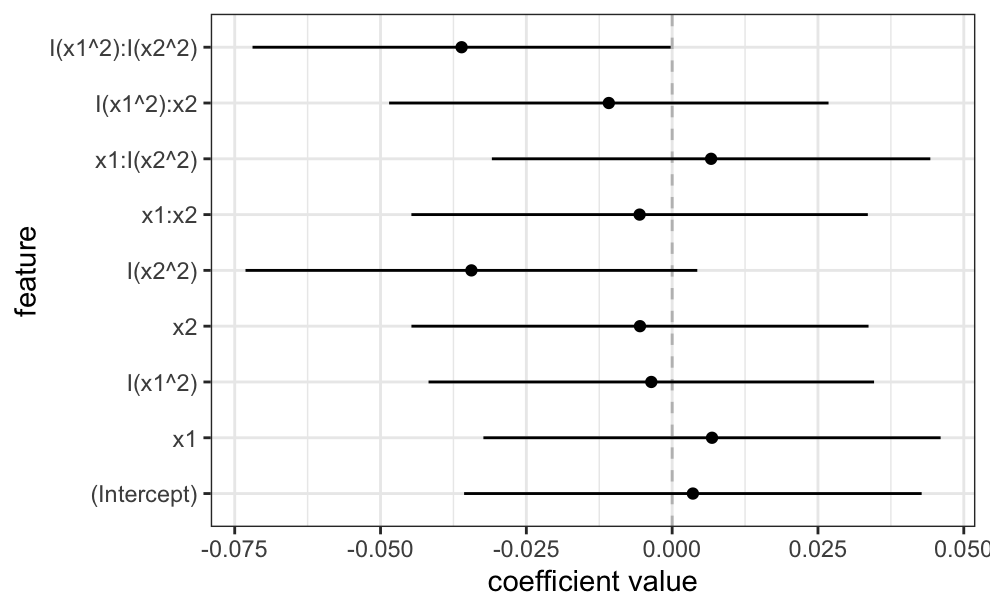 I(x1^2):I(x2^2)
I(x1^2):x2
x1:I(x2^2)
x1:x2
I(x2^2)
x2
I(x1^2)
x1
(Intercept)
feature
-0.075 -0.050 -0.025 0.000 0.025 0.050
coefficient value